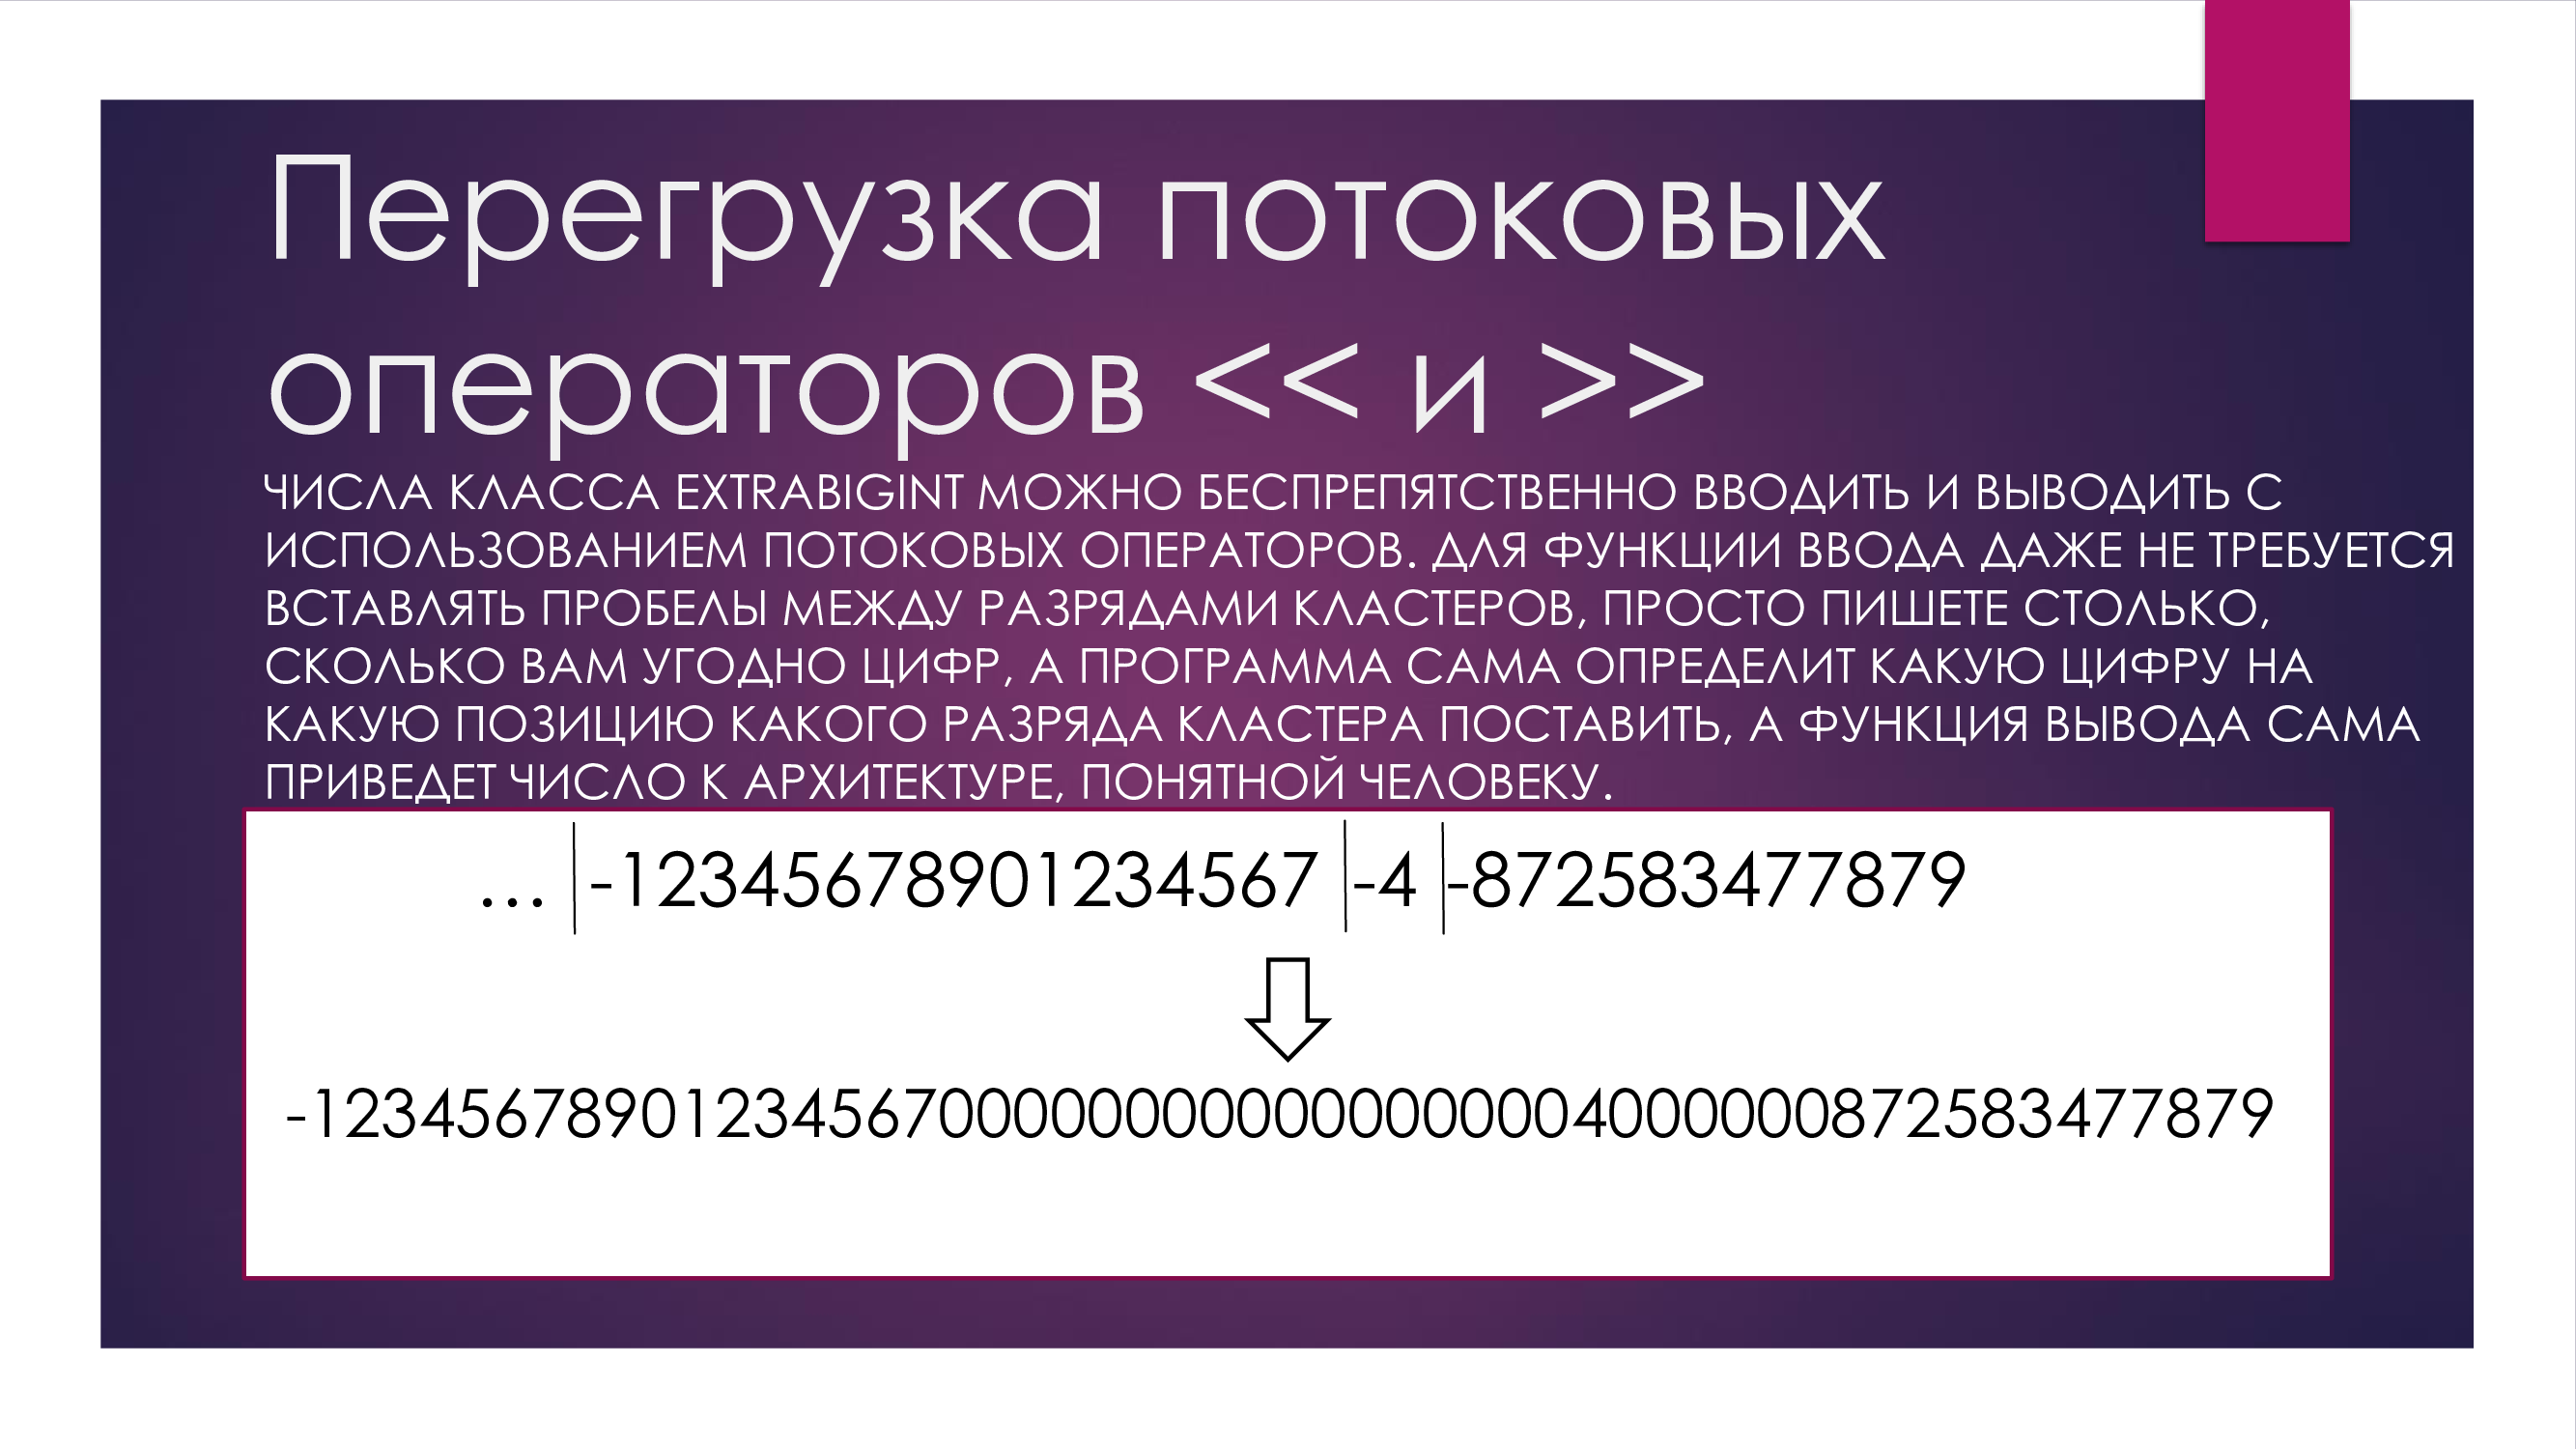 Перегрузка потоковых
операторов << и >>
ЧИСЛА КЛАССА EXTRABIGINT МОЖНО БЕСПРЕПЯТСТВЕННО ВВОДИТЬ И ВЫВОДИТЬ С
ИСПОЛЬЗОВАНИЕМ ПОТОКОВЫХ ОПЕРАТОРОВ. ДЛЯ ФУНКЦИИ ВВОДА ДАЖЕ НЕ ТРЕБУЕТСЯ
ВСТАВЛЯТЬ ПРОБЕЛЫ МЕЖДУ РАЗРЯДАМИ КЛАСТЕРОВ, ПРОСТО ПИШЕТЕ СТОЛЬКО,
СКОЛЬКО ВАМ УГОДНО ЦИФР, А ПРОГРАММА САМА ОПРЕДЕЛИТ КАКУЮ ЦИФРУ НА
КАКУЮ ПОЗИЦИЮ КАКОГО РАЗРЯДА КЛАСТЕРА ПОСТАВИТЬ, А ФУНКЦИЯ ВЫВОДА САМА
ПРИВЕДЕТ ЧИСЛО К АРХИТЕКТУРЕ, ПОНЯТНОЙ ЧЕЛОВЕКУ.
... -12345678901234567 -4 -872583477879
-12345678901234567000000000000000004000000872583477879